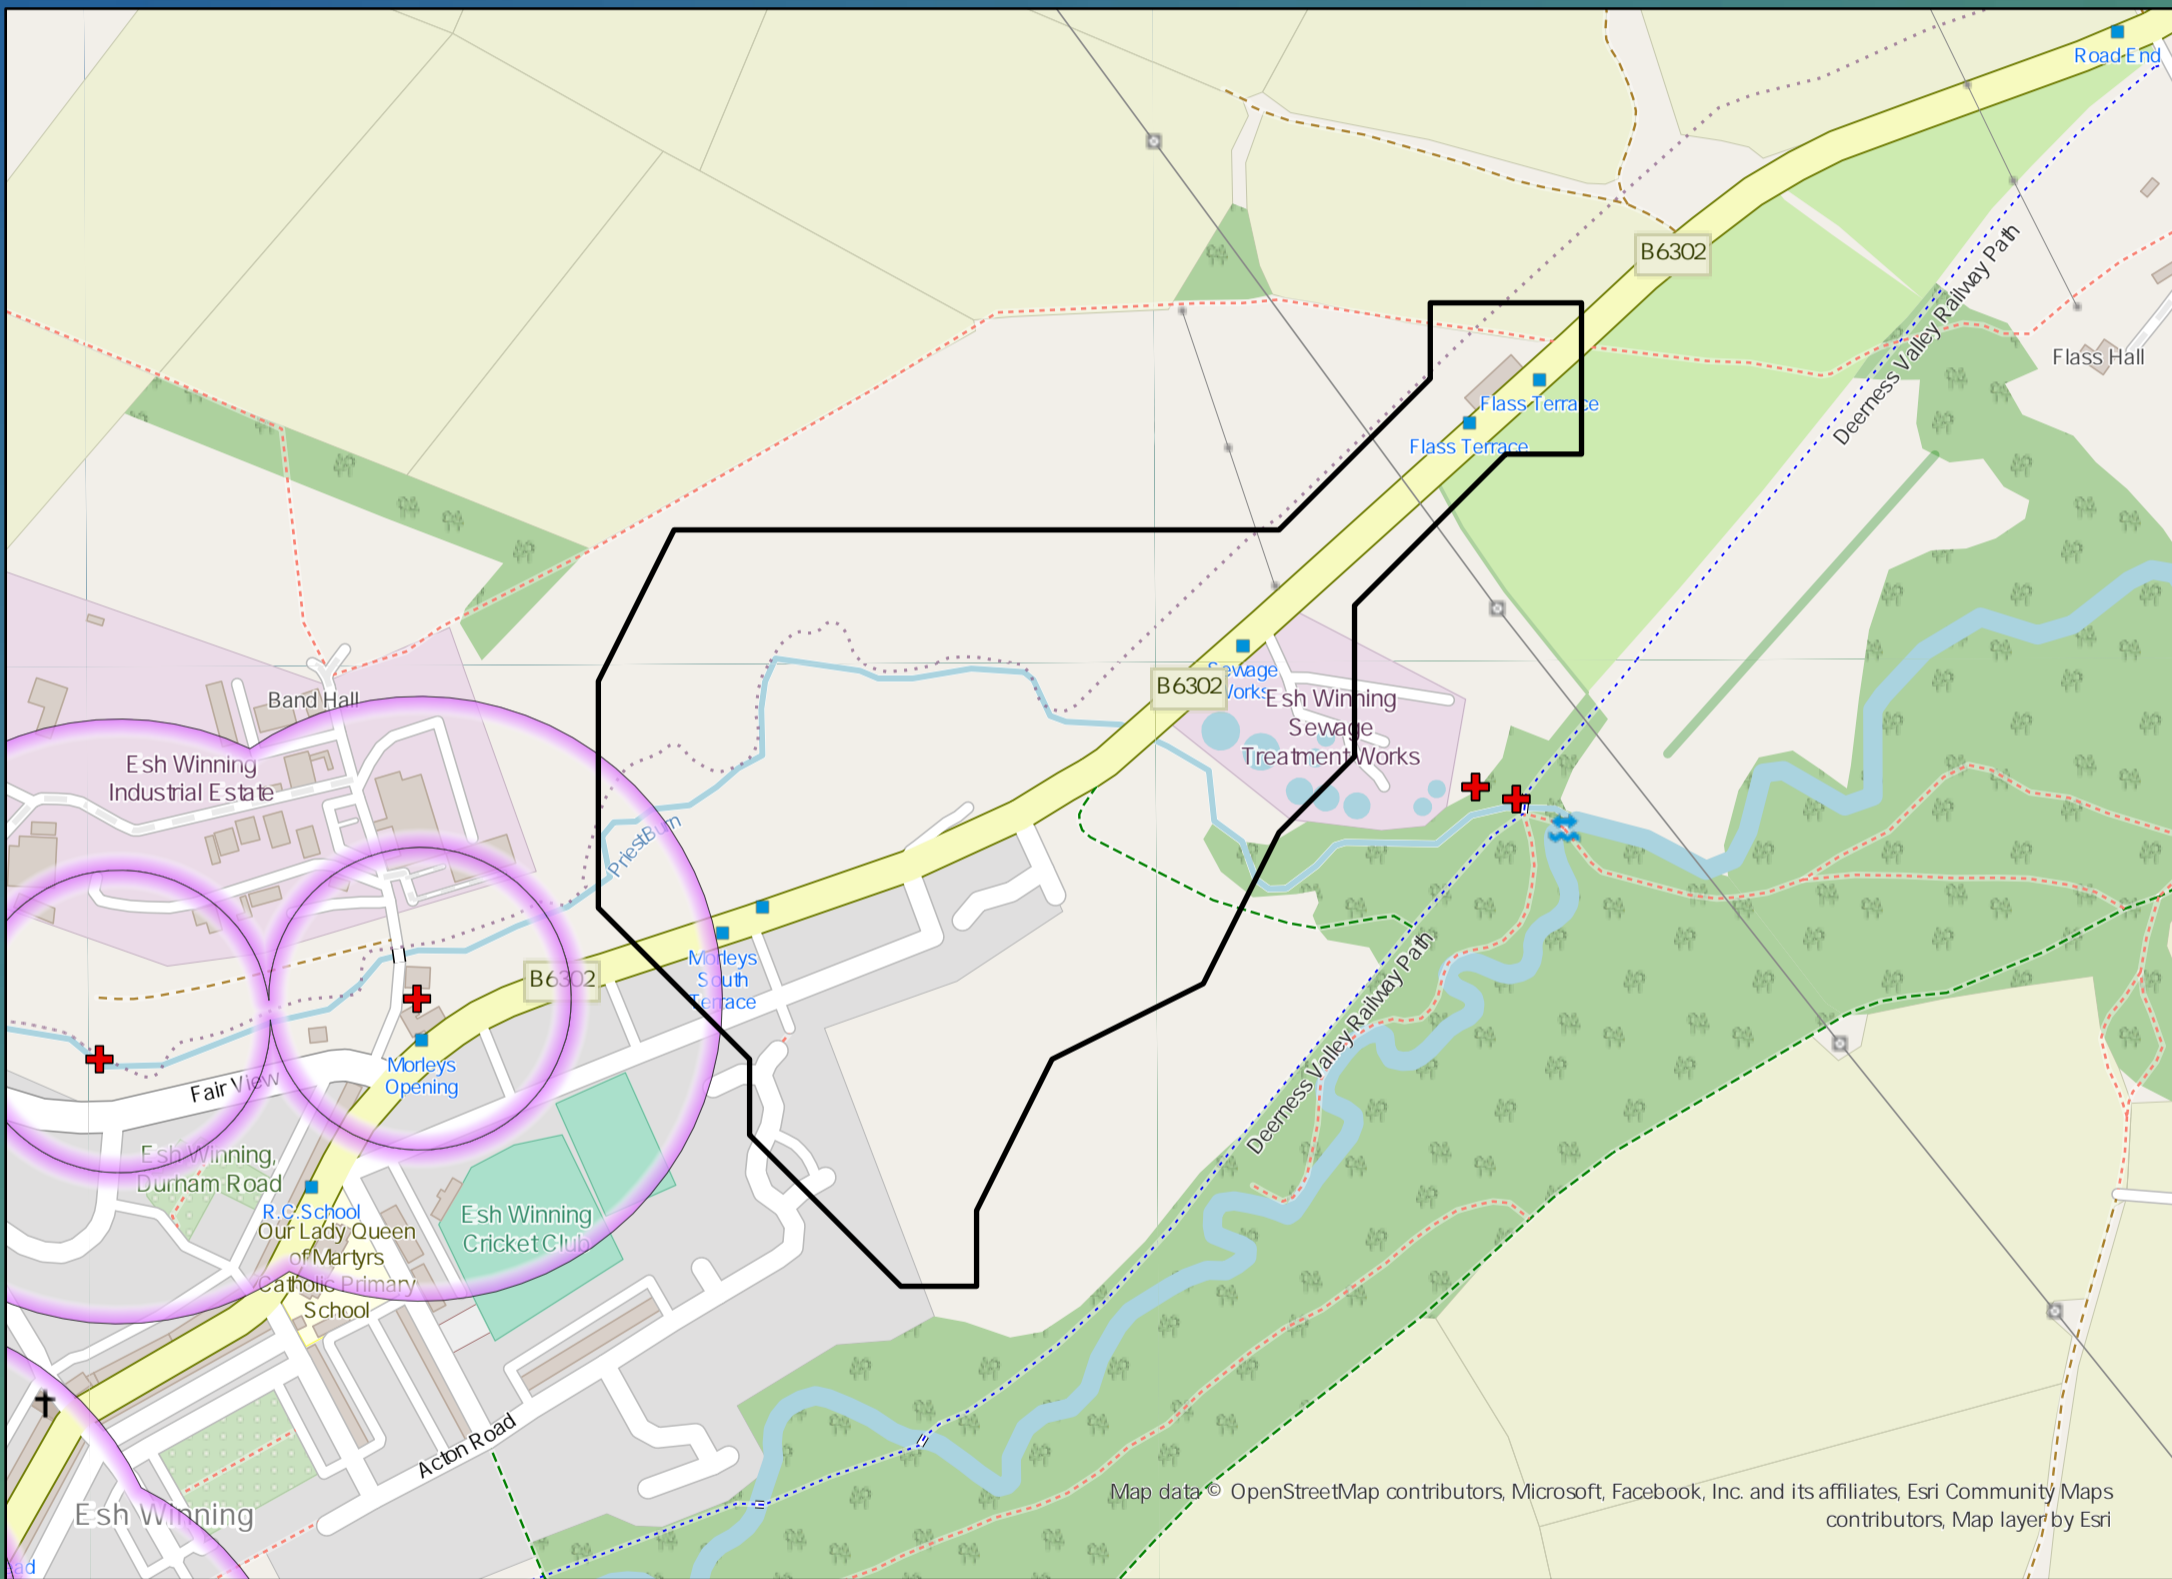 Road End
B6302
Deerness Valley Railway Path
Flass Hall
Flass Terrace
Flass Terrace
Sewage
Works
B6302
Esh Winning
Sewage
Treatment Works
Band Hall
Esh Winning
Industrial Estate
Priest Burn
Morleys
South
Terrace
B6302
Morleys
Opening
Fair View
Esh Winning,
Durham Road
R.C.School
Our Lady Queen
of Martyrs
Catholic Primary
School
Esh Winning
Cricket Club
Deerness Valley Railway Path
Acton Road
Esh Winning
Map data © OpenStreetMap contributors, Microsoft, Facebook, Inc. and its affiliates, Esri Community Maps
contributors, Map layer by Esri